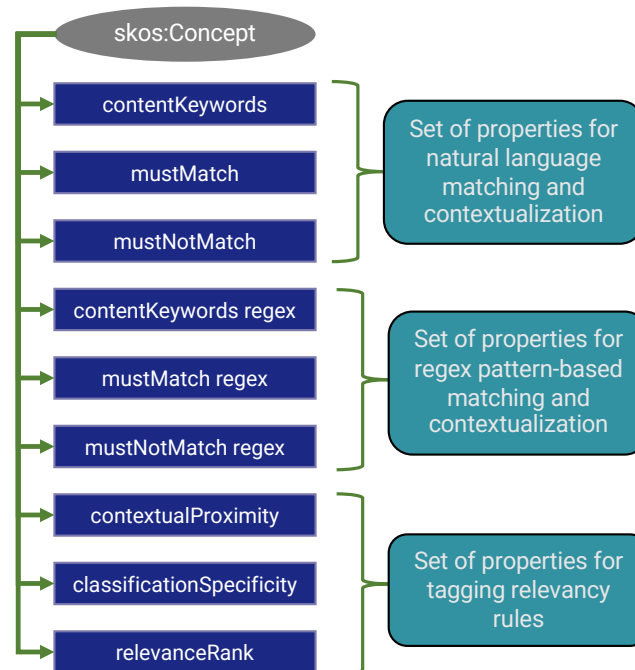 skos:Concept
contentKeywords
mustMatch
mustNotMatch
Set of properties for
natural language
matching and
contextualization
contentKeywords regex
mustMatch regex
mustNotMatch regex
Set of properties for
regex pattern-based
matching and
contextualization
contextualProximity
classificationSpecificity
relevanceRank
Set of properties for
tagging relevancy
rules